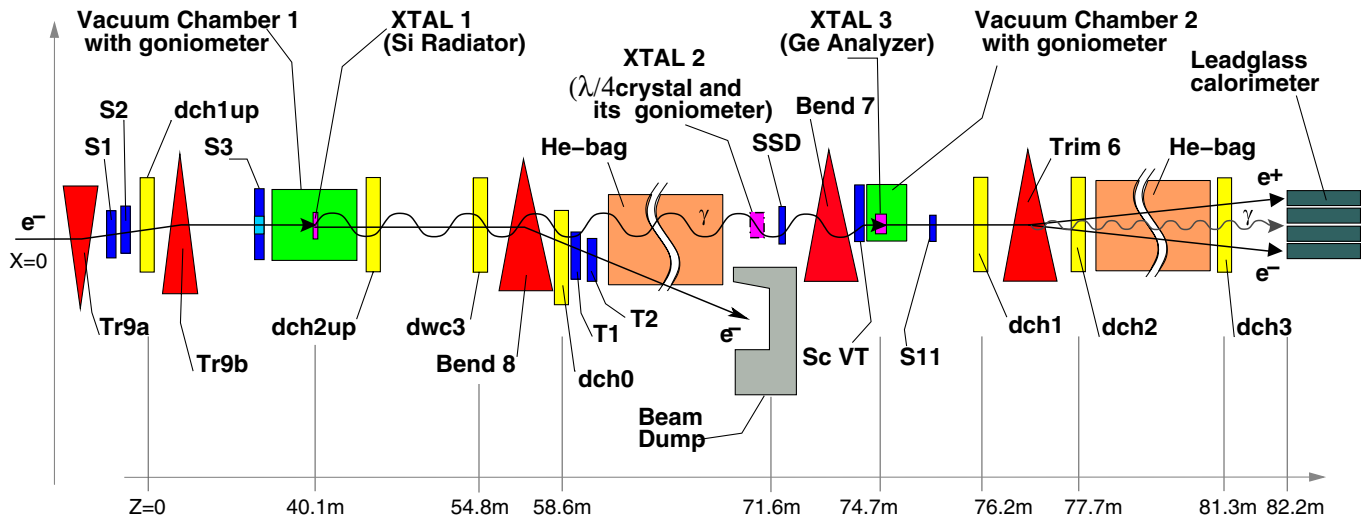 Vacuum Chamber 1
with goniometer
XTAL 1
(Si Radiator)
XTAL 3
(Ge Analyzer)
Vacuum Chamber 2
with goniometer
Leadglass
calorimeter
XTAL 2
(λ/4 crystal and
its goniometer)
S2
dch1up
S1
S3
He−bag
SSD
Bend 7
Trim 6
He−bag
e−
X=0
γ
e+
γ
e−
Tr9a
Tr9b
dch2up
dwc3
Bend 8
T1
T2
dch0
e−
Beam
Dump
Sc VT
S11
dch1
dch2
dch3
Z=0
40.1m
54.8m
58.6m
71.6m
74.7m
76.2m
77.7m
81.3m
82.2m